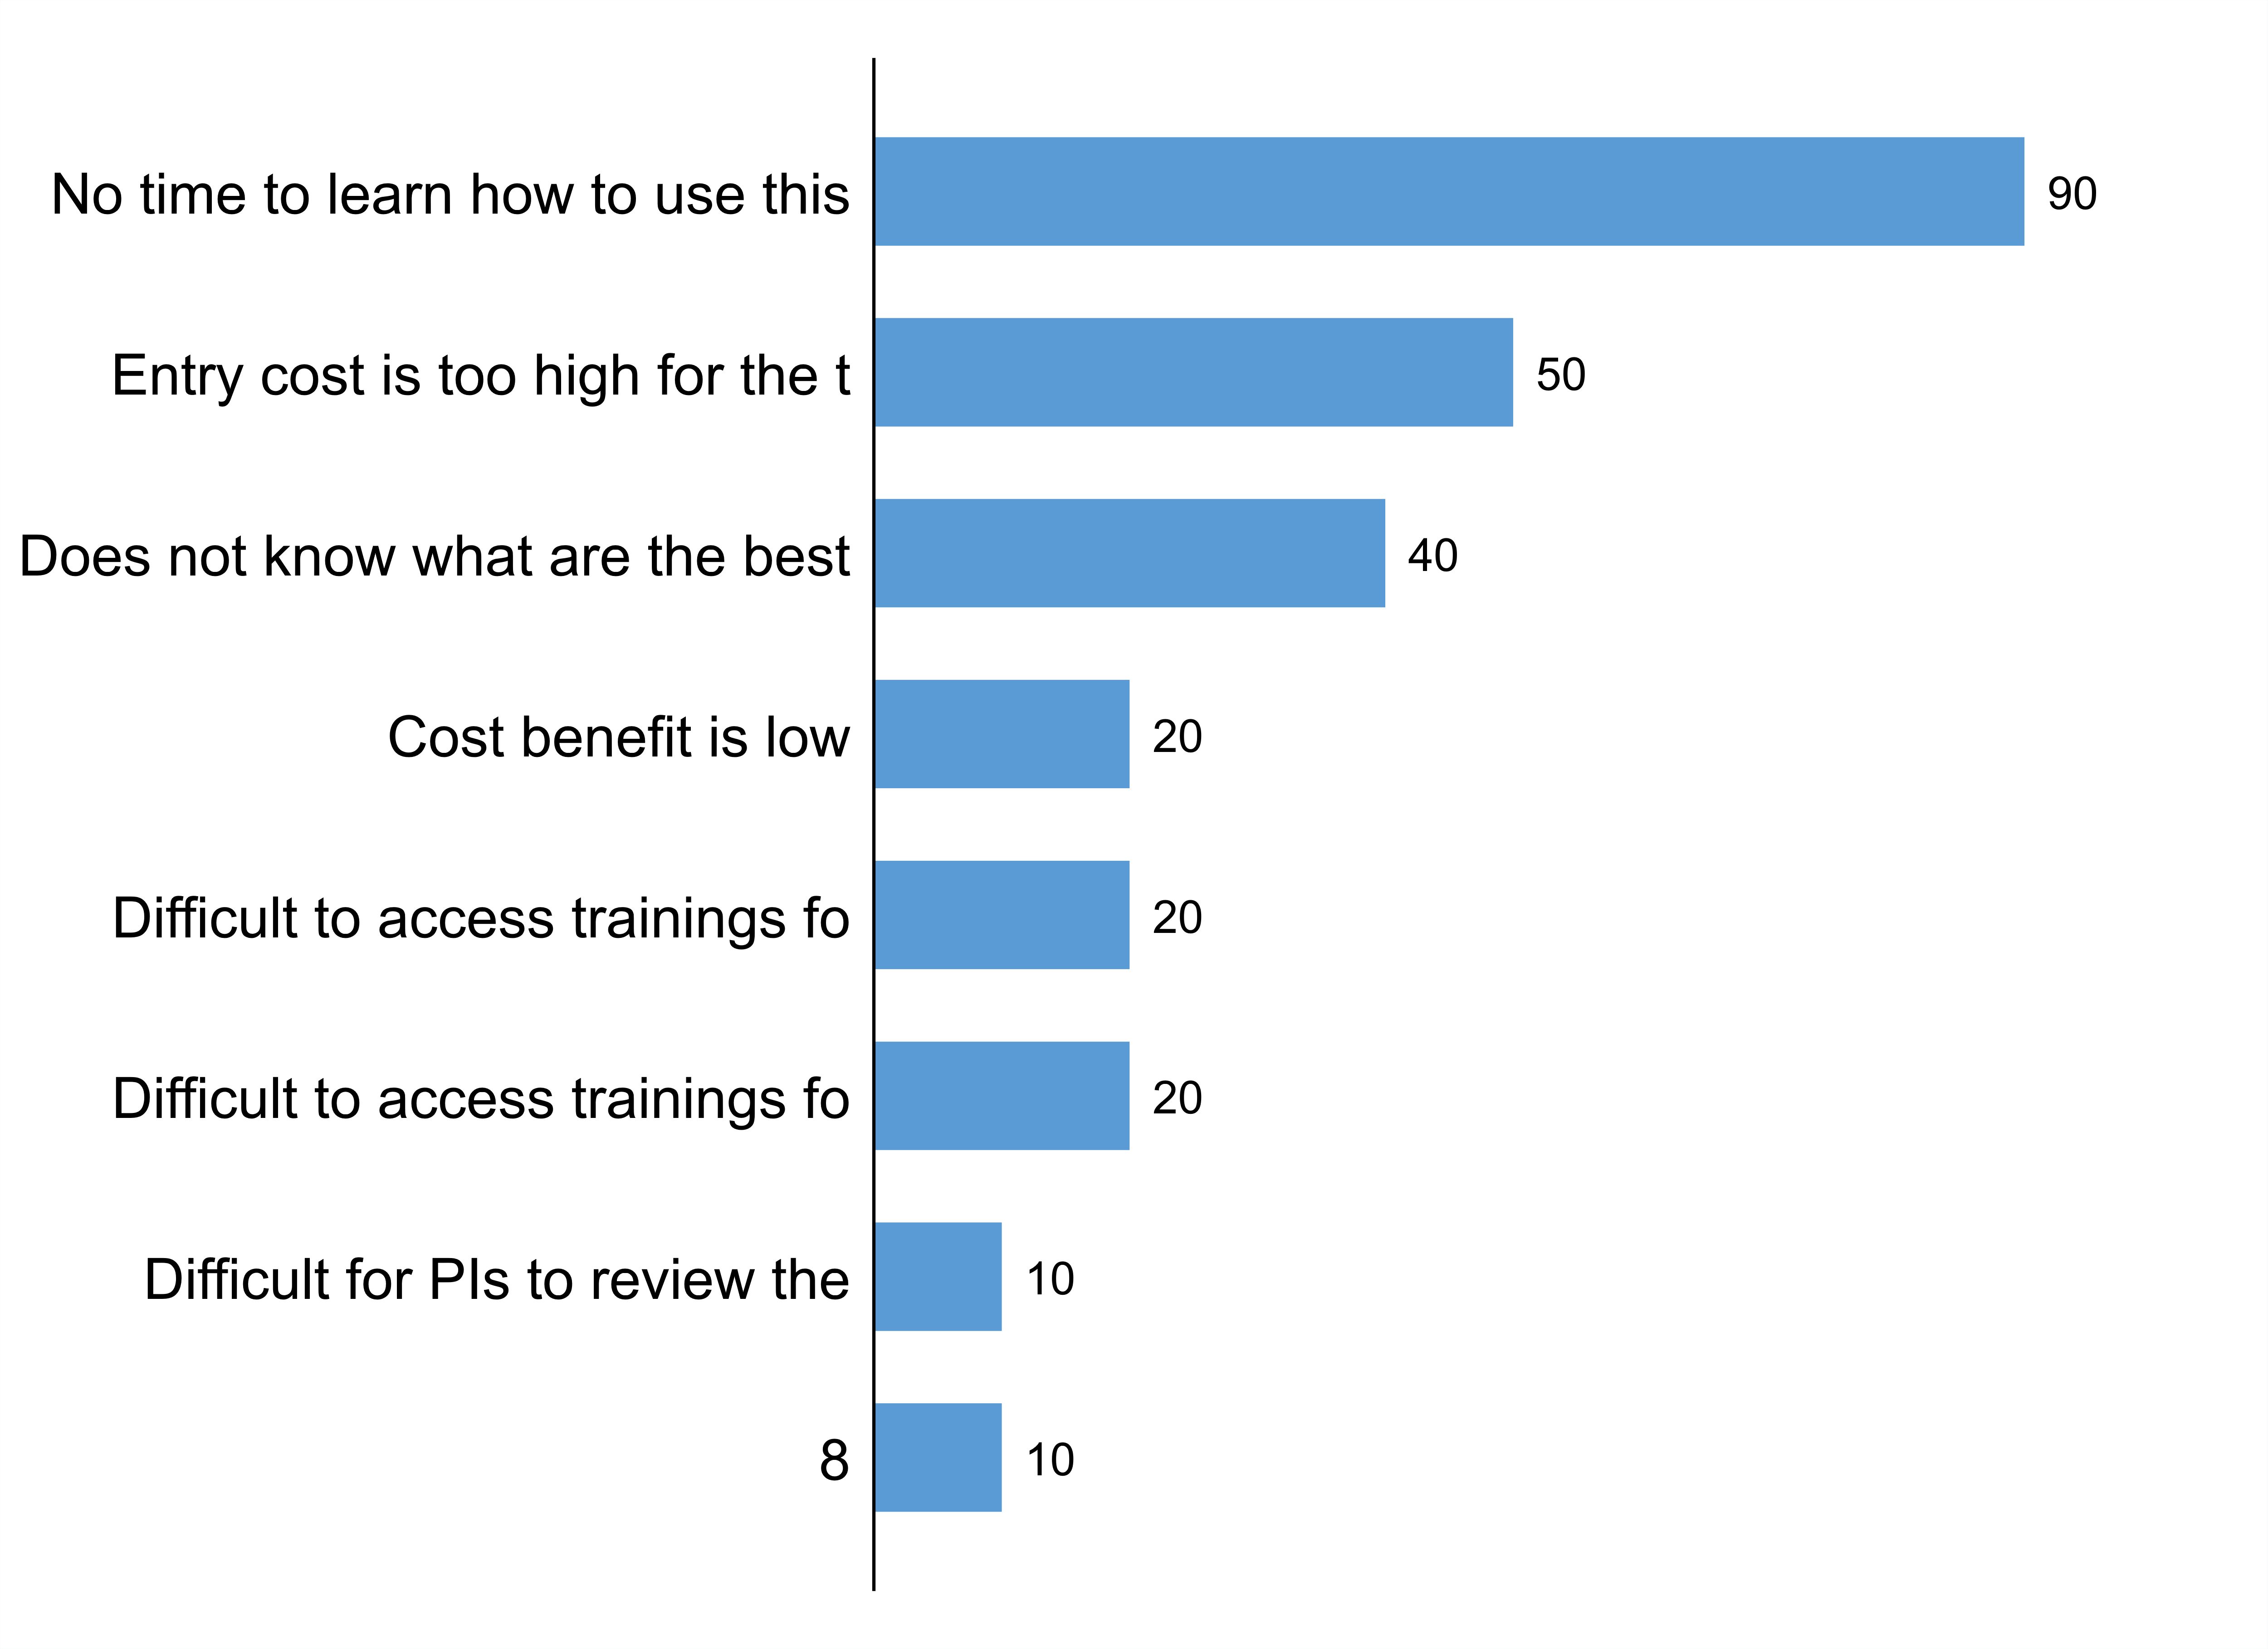 No time to learn how to use this 90
Entry cost is too high for the t 50
Does not know what are the best 40
Cost benefit is low 20
Difficult to access trainings fo 20
Difficult to access trainings fo 20
Difficult for PIs to review the 10
8 10